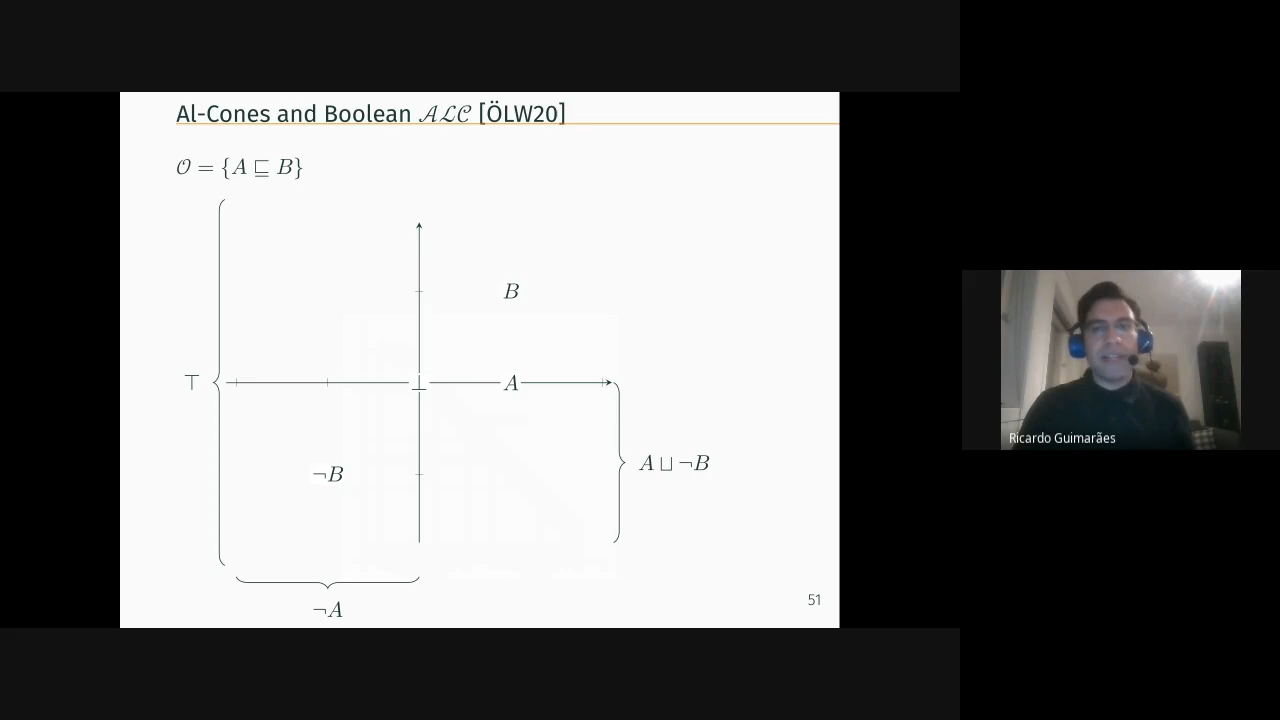 Al-Cones and Boolean 𝒜ℒ𝒞 [ÖLW20]
𝒪 = {A ⊑ B}
B
⊤
⊥
A
¬B
A ⊔ ¬B
¬A
51
Ricardo Guimarães